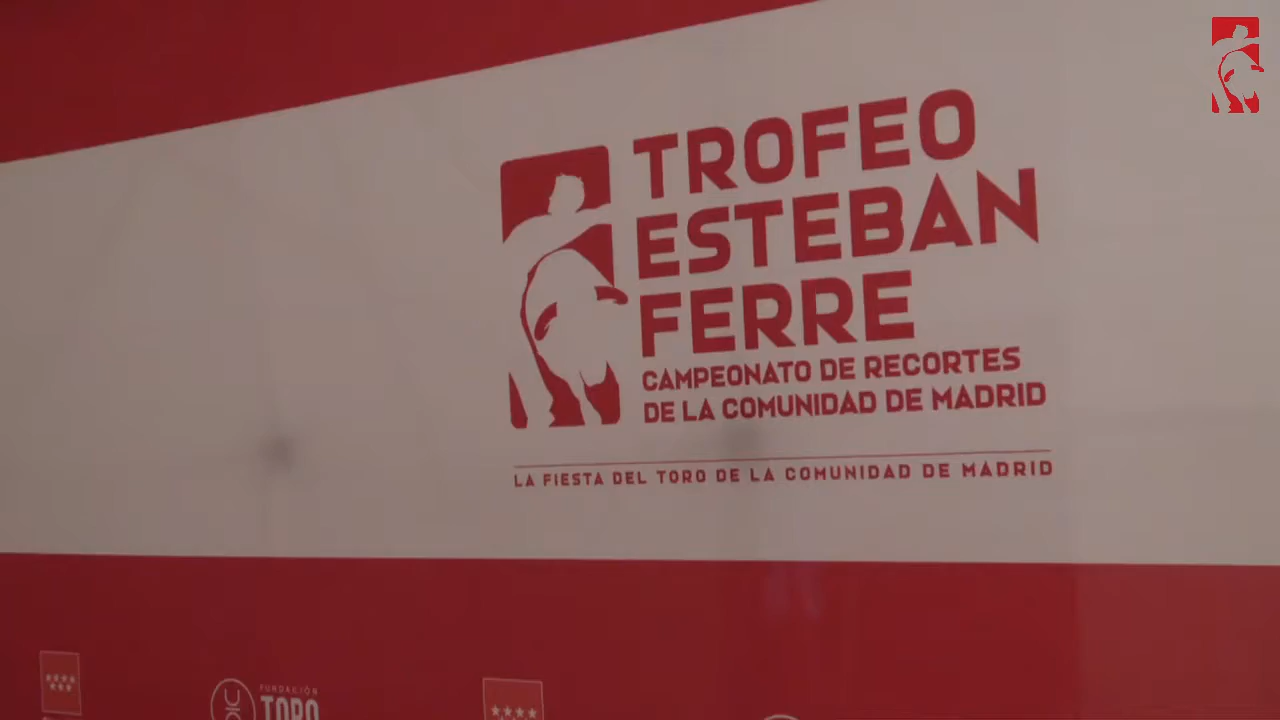 TROFEO
ESTEBAN
FERRE
CAMPEONATO DE RECORTES
DE LA COMUNIDAD DE MADRID
LA FIESTA DEL TORO DE LA COMUNIDAD DE MADRID
FUNDACIÓN
TORO